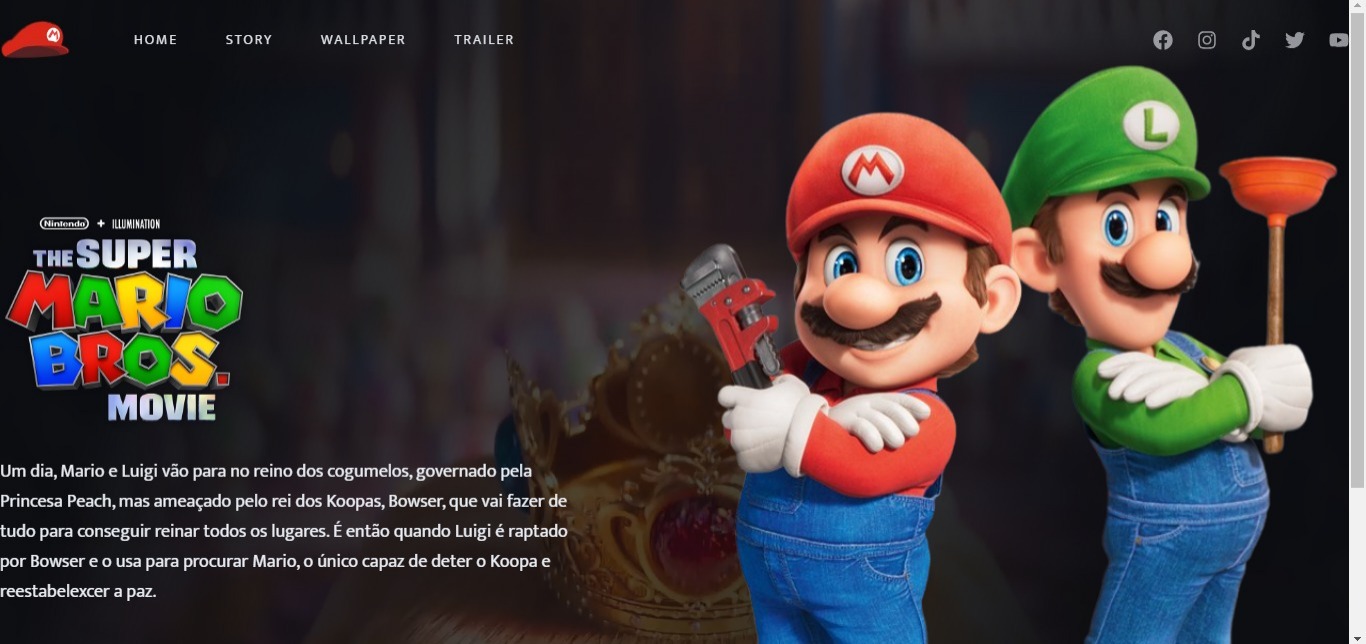 HOME STORY WALLPAPER TRAILER
Nintendo + ILLUMINATION
THE SUPER
MARIO
BROS.
MOVIE
M
L
Um dia, Mario e Luigi vão para no reino dos cogumelos, governado pela
Princesa Peach, mas ameaçado pelo rei dos Koopas, Bowser, que vai fazer de
tudo para conseguir reinar todos os lugares. É então quando Luigi é raptado
por Bowser e o usa para procurar Mario, o único capaz de deter o Koopa e
reestabelexcer a paz.